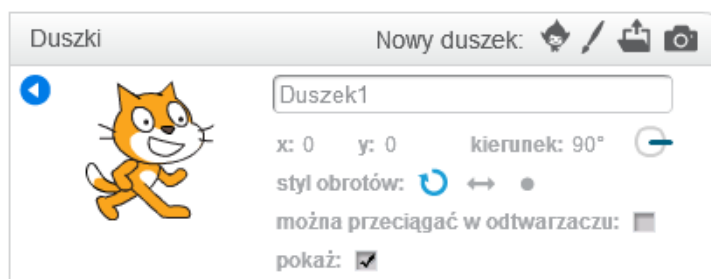 Duszki Nowy duszek:
Duszek1
x: 0 y: 0 kierunek: 90°
styl obrotów:
można przeciągać w odtwarzaczu:
pokaż: